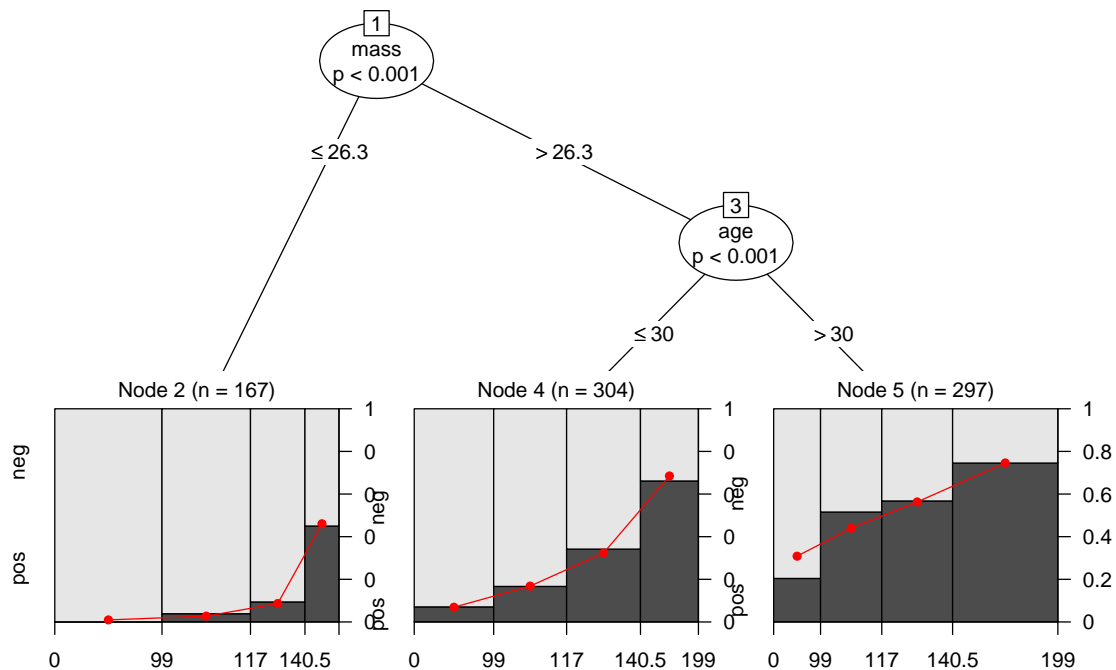 1
mass
p < 0.001
≤ 26.3
> 26.3
3
age
p < 0.001
≤ 30
> 30
Node 2 (n = 167)
neg
pos
0
99
117
140.5
1
0
0
0
0
0
Node 4 (n = 304)
neg
pos
0
99
117
140.5
199
1
0
0
0
0
0
Node 5 (n = 297)
neg
pos
0
99
117
140.5
199
1
0.8
0.6
0.4
0.2
0